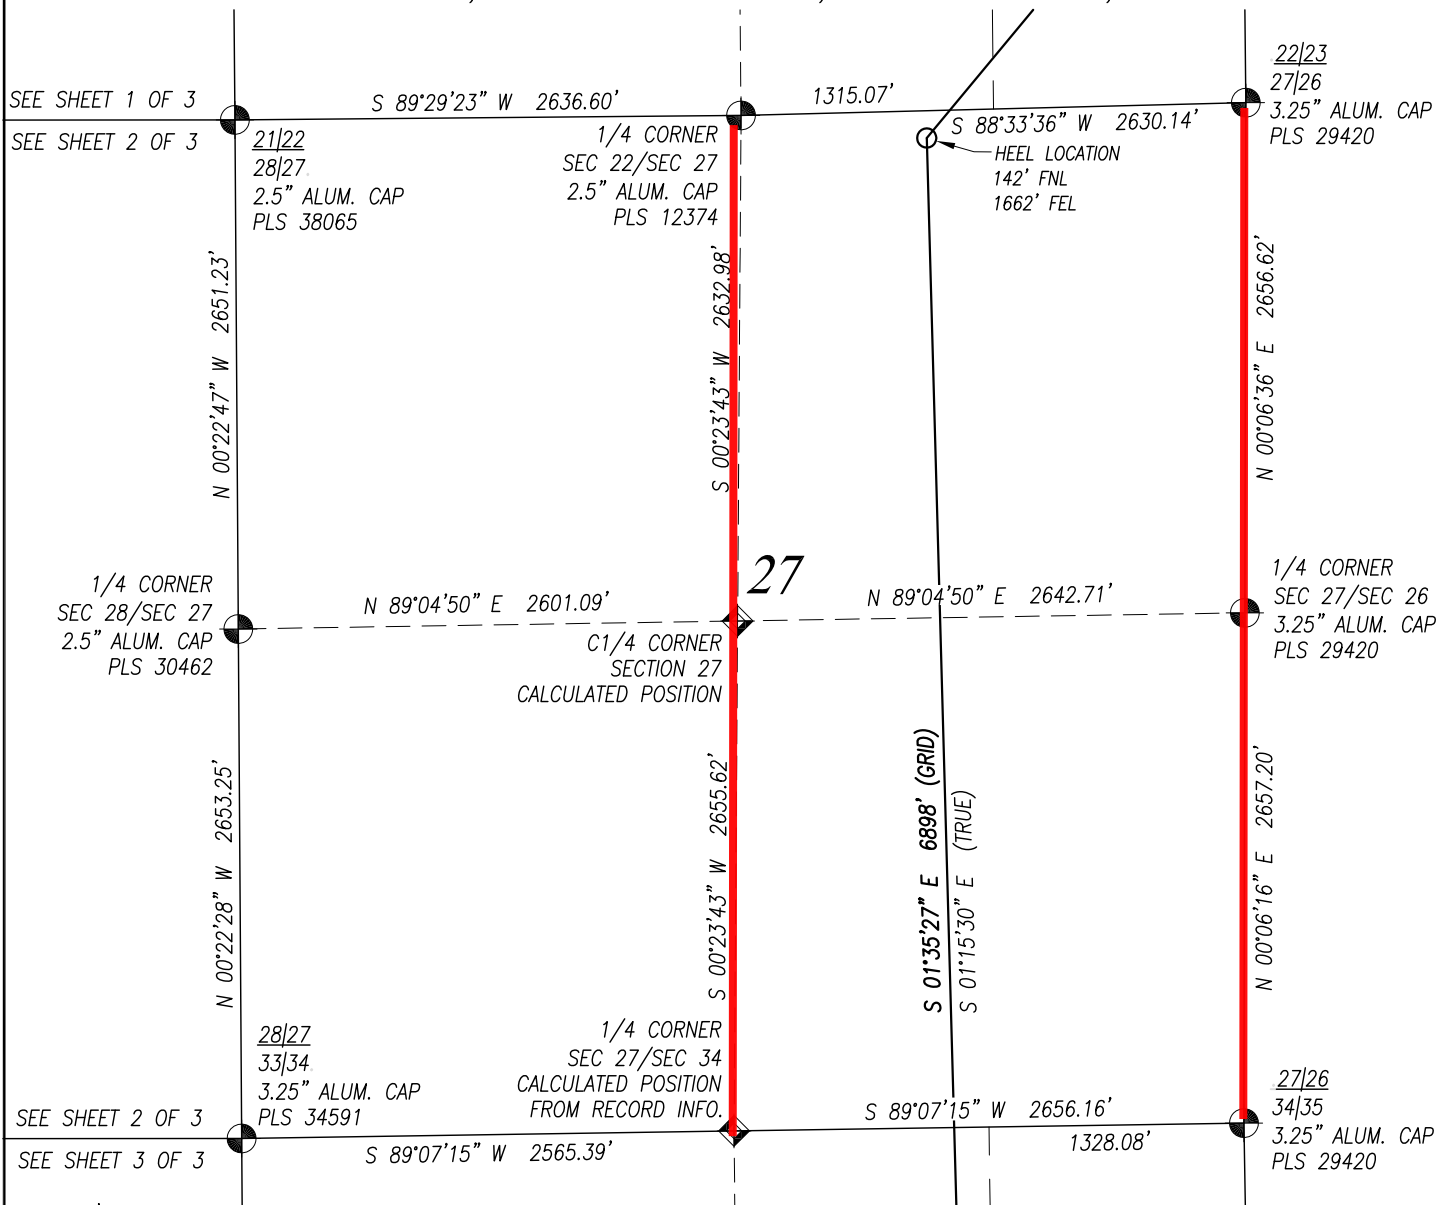 SEE SHEET 1 OF 3
SEE SHEET 2 OF 3
S 89°29'23" W 2636.60'
1315.07'
S 88°33'36" W 2630.14'
22|23
27|26
3.25" ALUM. CAP
PLS 29420
21|22
28|27
2.5" ALUM. CAP
PLS 38065
1/4 CORNER
SEC 22/SEC 27
2.5" ALUM. CAP
PLS 12374
HEEL LOCATION
142' FNL
1662' FEL
N 00°22'47" W 2651.23'
S 00°23'43" W 2632.98'
N 00°06'36" E 2656.62'
27
1/4 CORNER
SEC 28/SEC 27
2.5" ALUM. CAP
PLS 30462
N 89°04'50" E 2601.09'
N 89°04'50" E 2642.71'
C1/4 CORNER
SECTION 27
CALCULATED POSITION
1/4 CORNER
SEC 27/SEC 26
3.25" ALUM. CAP
PLS 29420
N 00°22'28" W 2653.25'
S 00°23'43" W 2655.62'
S 01°35'27" E 6898' (GRID)
S 01°15'30" E (TRUE)
N 00°06'16" E 2657.20'
28|27
33|34
3.25" ALUM. CAP
PLS 34591
1/4 CORNER
SEC 27/SEC 34
CALCULATED POSITION
FROM RECORD INFO.
27|26
34|35
3.25" ALUM. CAP
PLS 29420
SEE SHEET 2 OF 3
SEE SHEET 3 OF 3
S 89°07'15" W 2565.39'
S 89°07'15" W 2656.16'
1328.08'